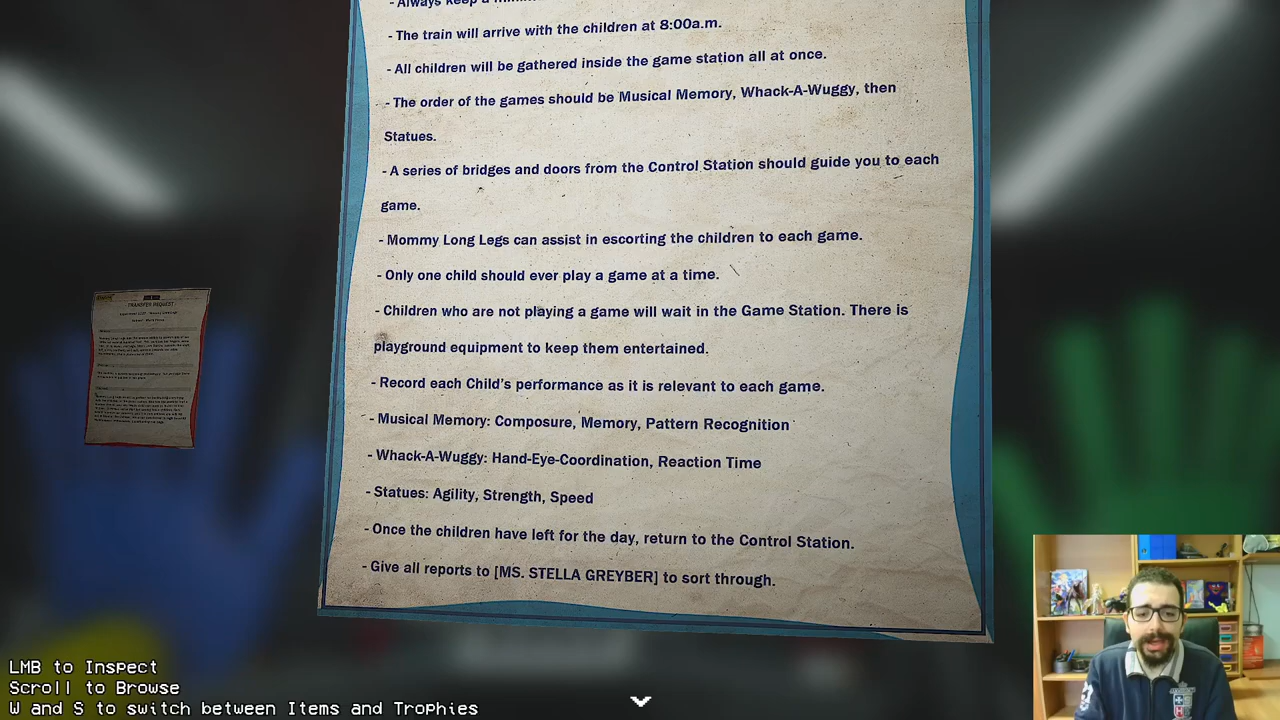 - Always keep a
- The train will arrive with the children at 8:00a.m.
- All children will be gathered inside the game station all at once.
- The order of the games should be Musical Memory, Whack-A-Wuggy, then
Statues.
- A series of bridges and doors from the Control Station should guide you to each
game.
- Mommy Long Legs can assist in escorting the children to each game.
- Only one child should ever play a game at a time.
- Children who are not playing a game will wait in the Game Station. There is
playground equipment to keep them entertained.
- Record each Child's performance as it is relevant to each game.
- Musical Memory: Composure, Memory, Pattern Recognition
- Whack-A-Wuggy: Hand-Eye-Coordination, Reaction Time
- Statues: Agility, Strength, Speed
- Once the children have left for the day, return to the Control Station.
- Give all reports to [MS. STELLA GREYBER] to sort through.
TRANSFER REQUEST
LMB to Inspect
Scroll to Browse
W and S to switch between Items and Trophies